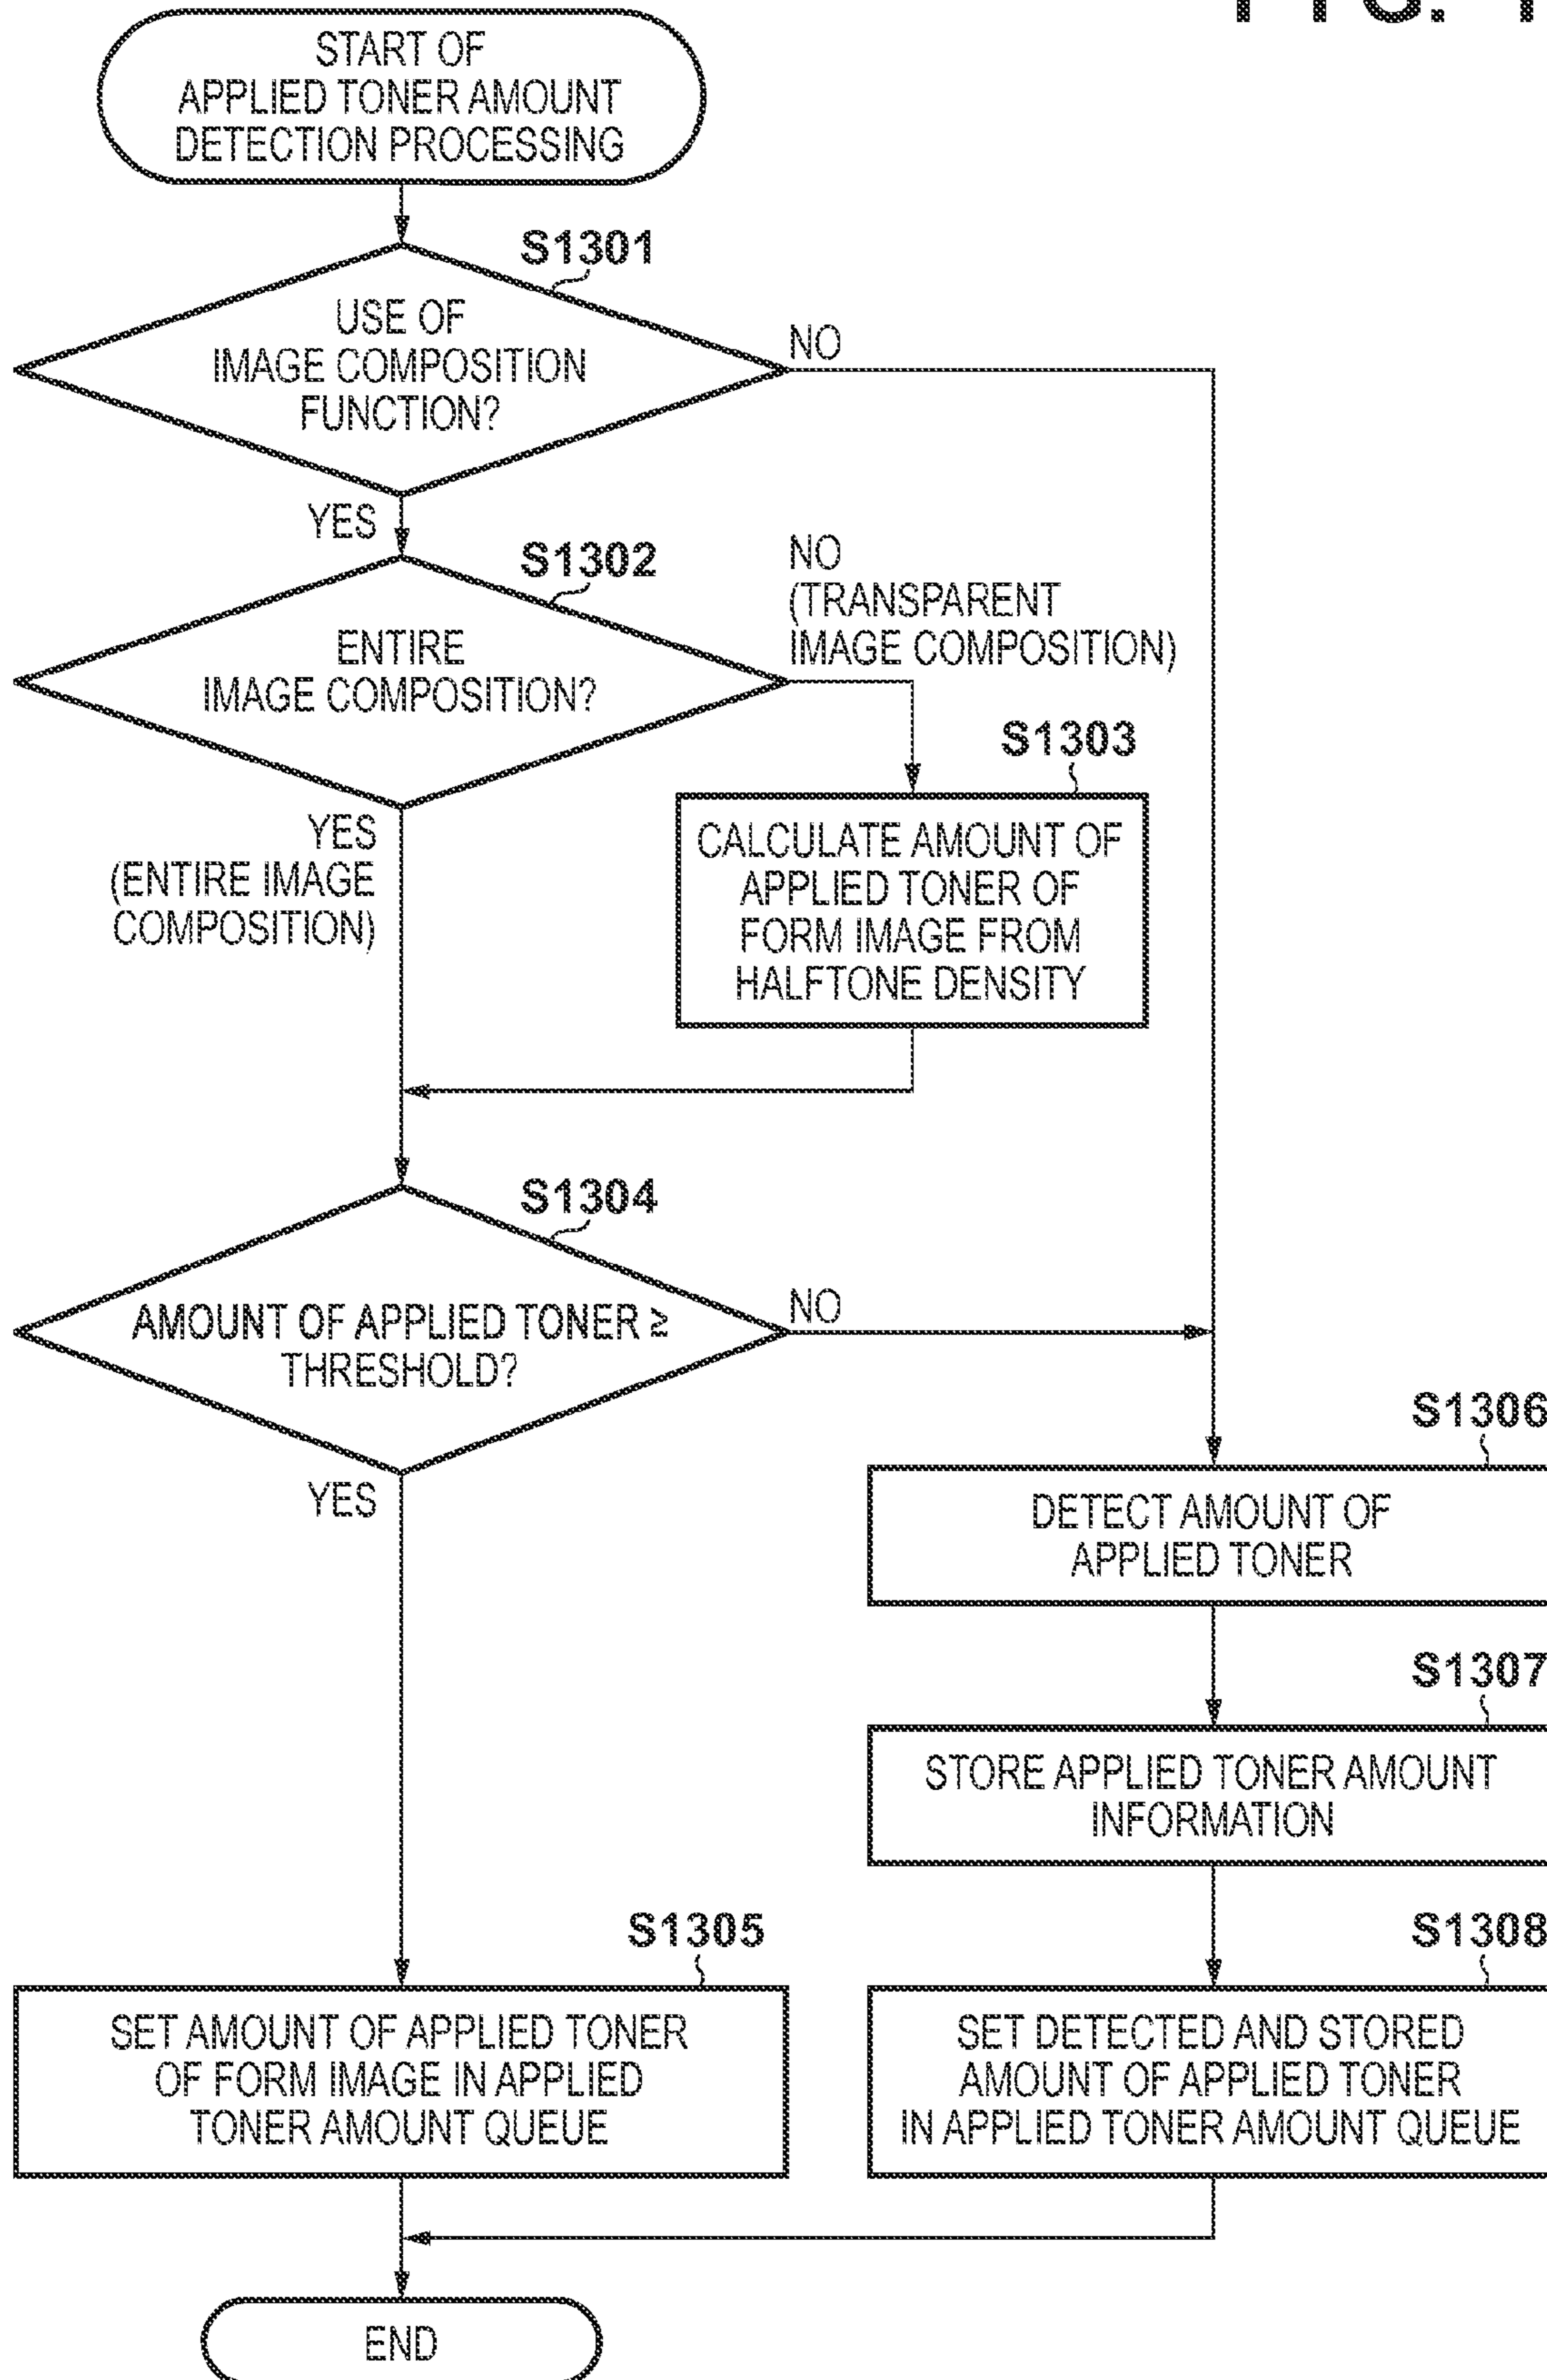 START OF
APPLIED TONER AMOUNT
DETECTION PROCESSING
S1301
USE OF
IMAGE COMPOSITION
FUNCTION?
NO
YES
S1302
ENTIRE
IMAGE COMPOSITION?
NO
(TRANSPARENT
IMAGE COMPOSITION)
YES
(ENTIRE IMAGE
COMPOSITION)
S1303
CALCULATE AMOUNT OF
APPLIED TONER OF
FORM IMAGE FROM
HALFTONE DENSITY
S1304
AMOUNT OF APPLIED TONER ≥
THRESHOLD?
NO
YES
S1306
DETECT AMOUNT OF
APPLIED TONER
S1307
STORE APPLIED TONER AMOUNT
INFORMATION
S1305
SET AMOUNT OF APPLIED TONER
OF FORM IMAGE IN APPLIED
TONER AMOUNT QUEUE
S1308
SET DETECTED AND STORED
AMOUNT OF APPLIED TONER
IN APPLIED TONER AMOUNT QUEUE
END